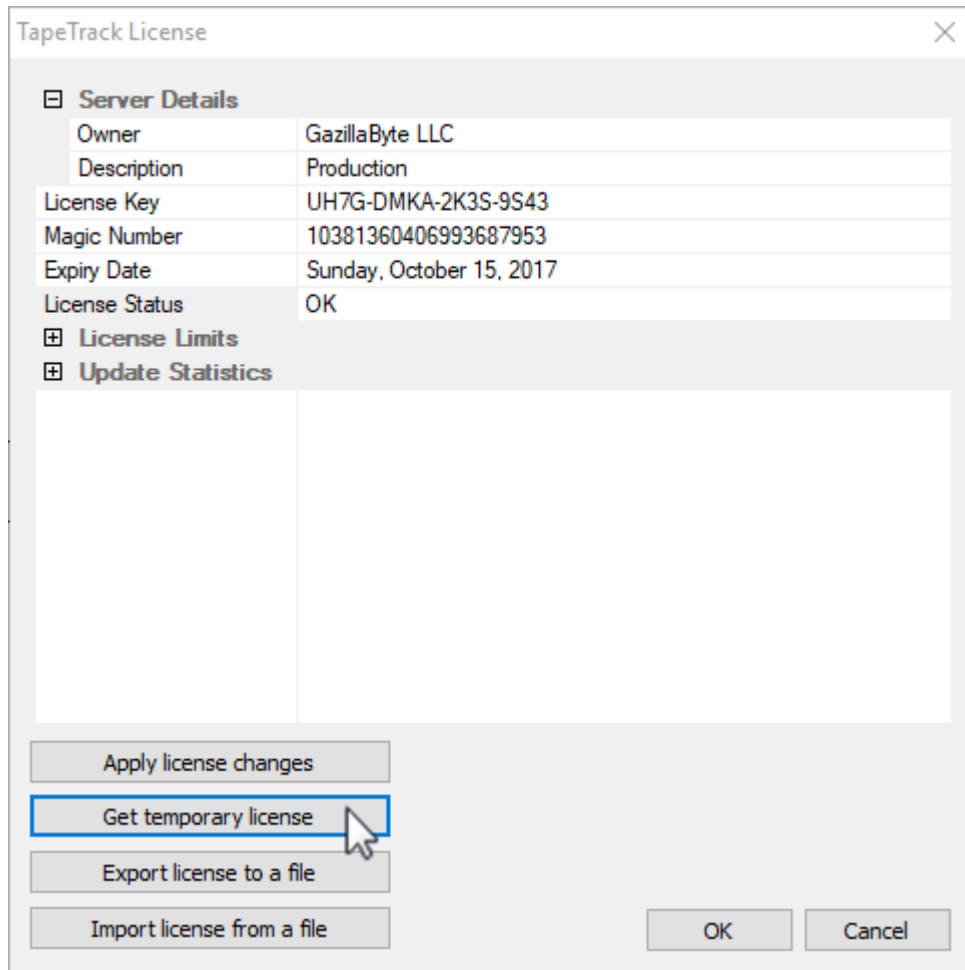 TapeTrack License
Server Details
Owner GazillaByte LLC
Description Production
License Key UH7G-DMKA-2K3S-9S43
Magic Number 10381360406993687953
Expiry Date Sunday, October 15, 2017
License Status OK
License Limits
Update Statistics
Apply license changes
Get temporary license
Export license to a file
Import license from a file
OK Cancel